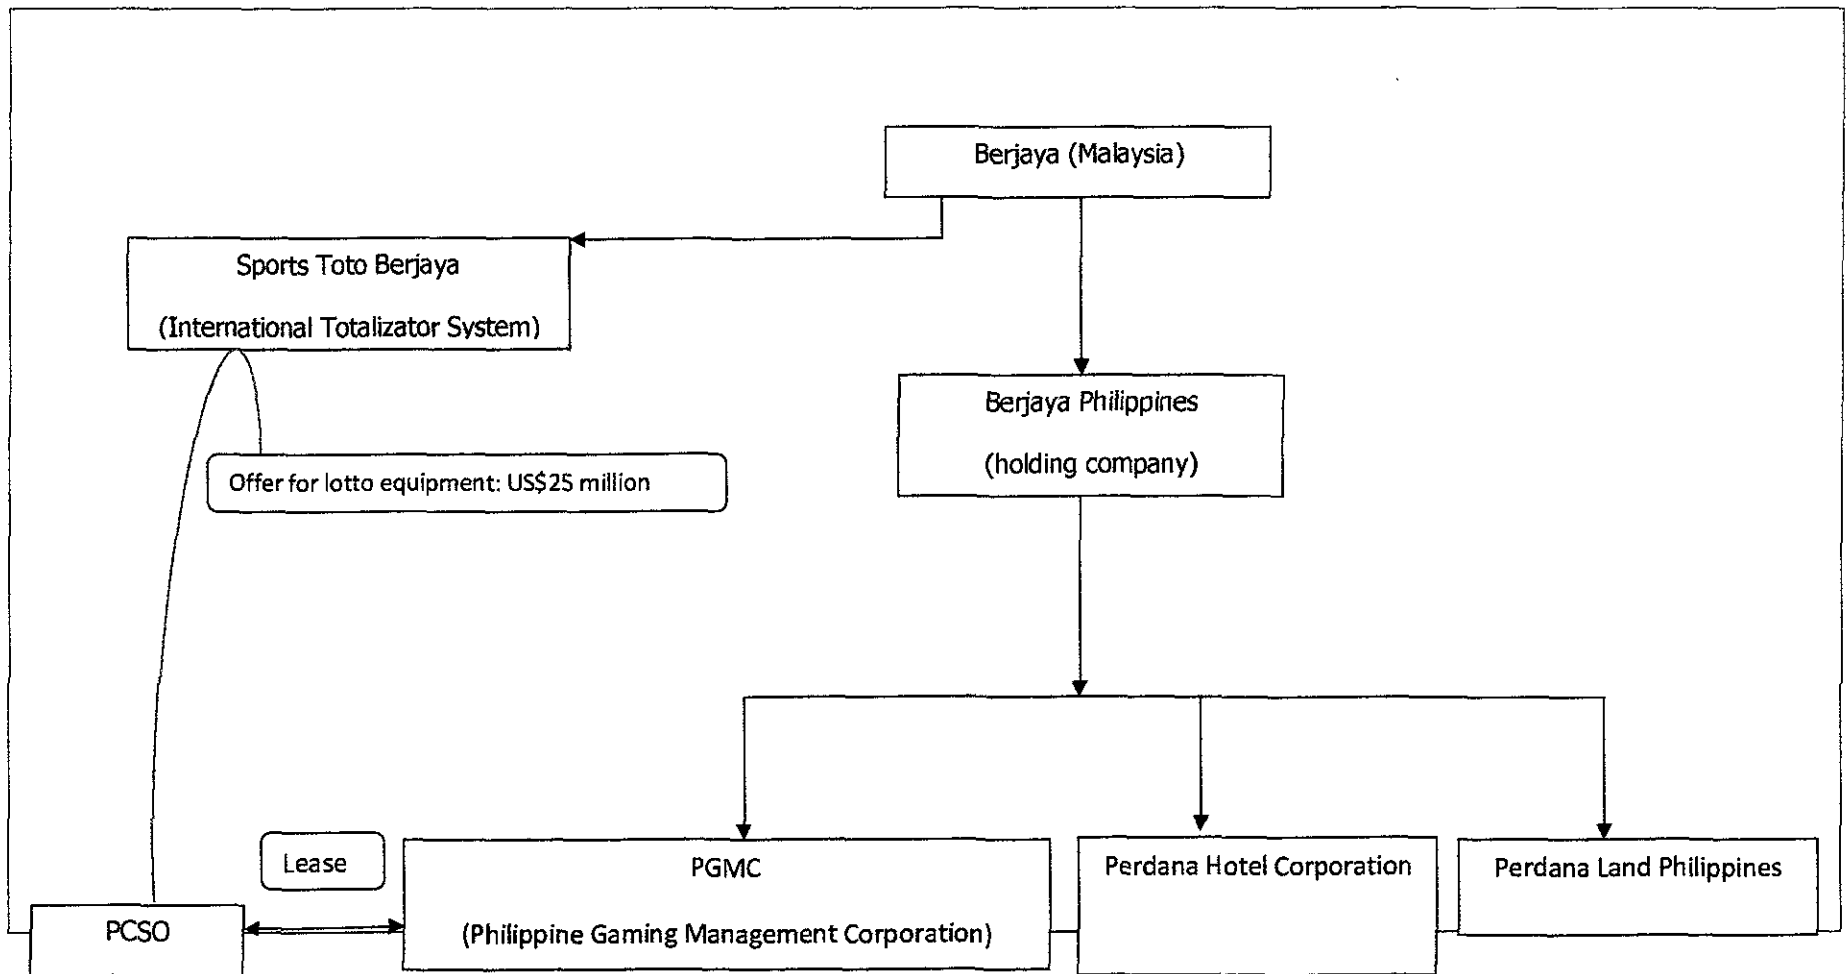 Berjaya (Malaysia)
Sports Toto Berjaya
(International Totalizator System)
Berjaya Philippines
(holding company)
Offer for lotto equipment: US$25 million
Lease
PGMC
(Philippine Gaming Management Corporation)
Perdana Hotel Corporation
Perdana Land Philippines
PCSO